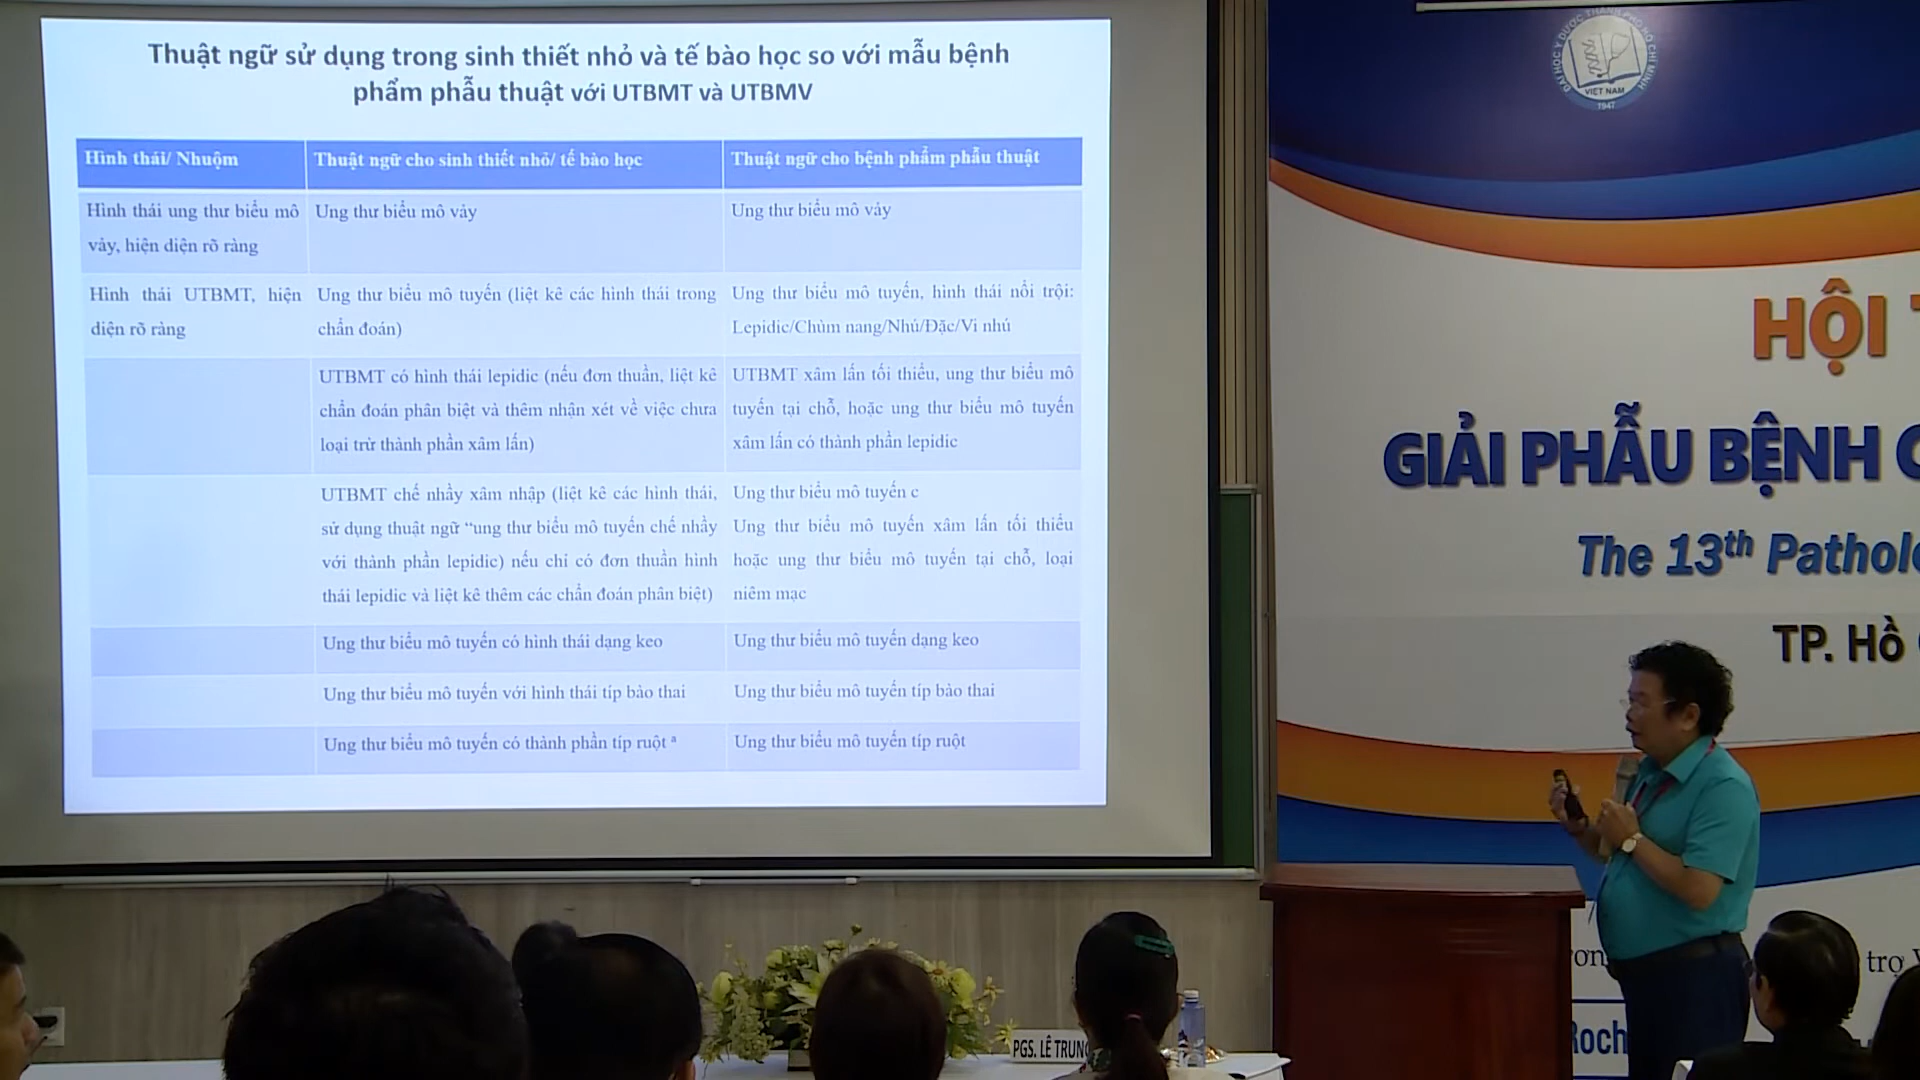 Thuật ngữ sử dụng trong sinh thiết nhỏ và tế bào học so với mẫu bệnh
phẩm phẫu thuật với UTBMT và UTBMV
Hình thái/ Nhuộm
Thuật ngữ cho sinh thiết nhỏ/ tế bào học
Thuật ngữ cho bệnh phẩm phẫu thuật
Hình thái ung thư biểu mô
vảy, hiện diện rõ ràng
Ung thư biểu mô vảy
Ung thư biểu mô vảy
Hình thái UTBMT, hiện
diện rõ ràng
Ung thư biểu mô tuyến (liệt kê các hình thái trong
chẩn đoán)
Ung thư biểu mô tuyến, hình thái nổi trội:
Lepidic/Chùm nang/Nhú/Đặc/Vi nhú
UTBMT có hình thái lepidic (nếu đơn thuần, liệt kê
chẩn đoán phân biệt và thêm nhận xét về việc chưa
loại trừ thành phần xâm lấn)
UTBMT xâm lấn tối thiểu, ung thư biểu mô
tuyến tại chỗ, hoặc ung thư biểu mô tuyến
xâm lấn có thành phần lepidic
UTBMT chế nhầy xâm nhập (liệt kê các hình thái,
sử dụng thuật ngữ “ung thư biểu mô tuyến chế nhầy
với thành phần lepidic) nếu chỉ có đơn thuần hình
thái lepidic và liệt kê thêm các chẩn đoán phân biệt)
Ung thư biểu mô tuyến c
Ung thư biểu mô tuyến xâm lấn tối thiểu
hoặc ung thư biểu mô tuyến tại chỗ, loại
niêm mạc
Ung thư biểu mô tuyến có hình thái dạng keo
Ung thư biểu mô tuyến dạng keo
Ung thư biểu mô tuyến với hình thái típ bào thai
Ung thư biểu mô tuyến típ bào thai
Ung thư biểu mô tuyến có thành phần típ ruột ª
Ung thư biểu mô tuyến típ ruột
ĐẠI HỌC Y DƯỢC THÀNH PHỐ HỒ CHÍ MINH
VIỆT NAM
1947
HỘI
GIẢI PHẪU BỆNH
The 13th Pathol
TP. Hồ
trợ
Roch
PGS. LÊ TRUNG